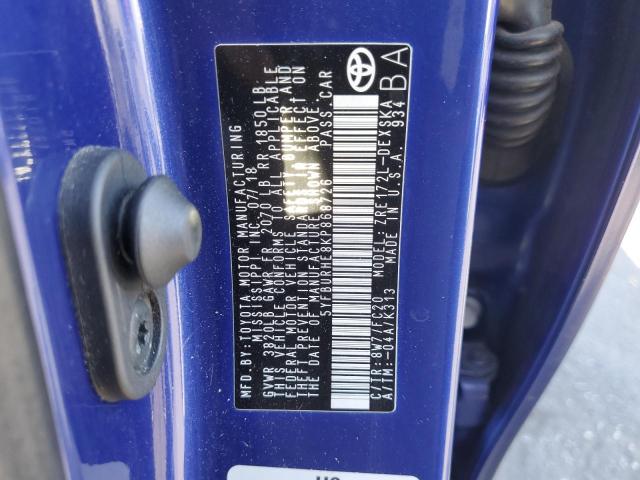 MFD.BY:TOYOTA MOTOR MANUFACTURING
MISSISSIPPI, INC. 07/18
GVWR 3820LB GAWR FR 2070LB RR 1850LB
THIS VEHICLE CONFORMS TO ALL APPLICABLE
FEDERAL MOTOR VEHICLE SAFETY, BUMPER, AND
THEFT PREVENTION STANDARDS IN EFFECT ON
THE DATE OF MANUFACTURE SHOWN ABOVE.
5YFBURHE8KP868726 PASS.CAR
C/TR:8W7/FC20 MODEL:ZRE172L-DEXSKA
A/TM:-04A/K313 MADE IN U.S.A. 934
BA